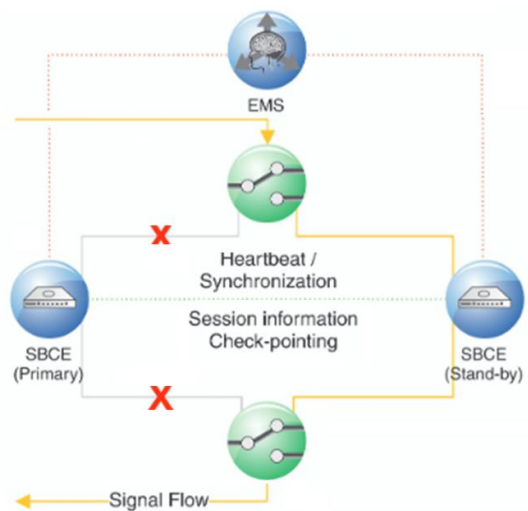 EMS
X
Heartbeat /
Synchronization
Session information
Check-pointing
SBCE
(Primary)
SBCE
(Stand-by)
X
Signal Flow